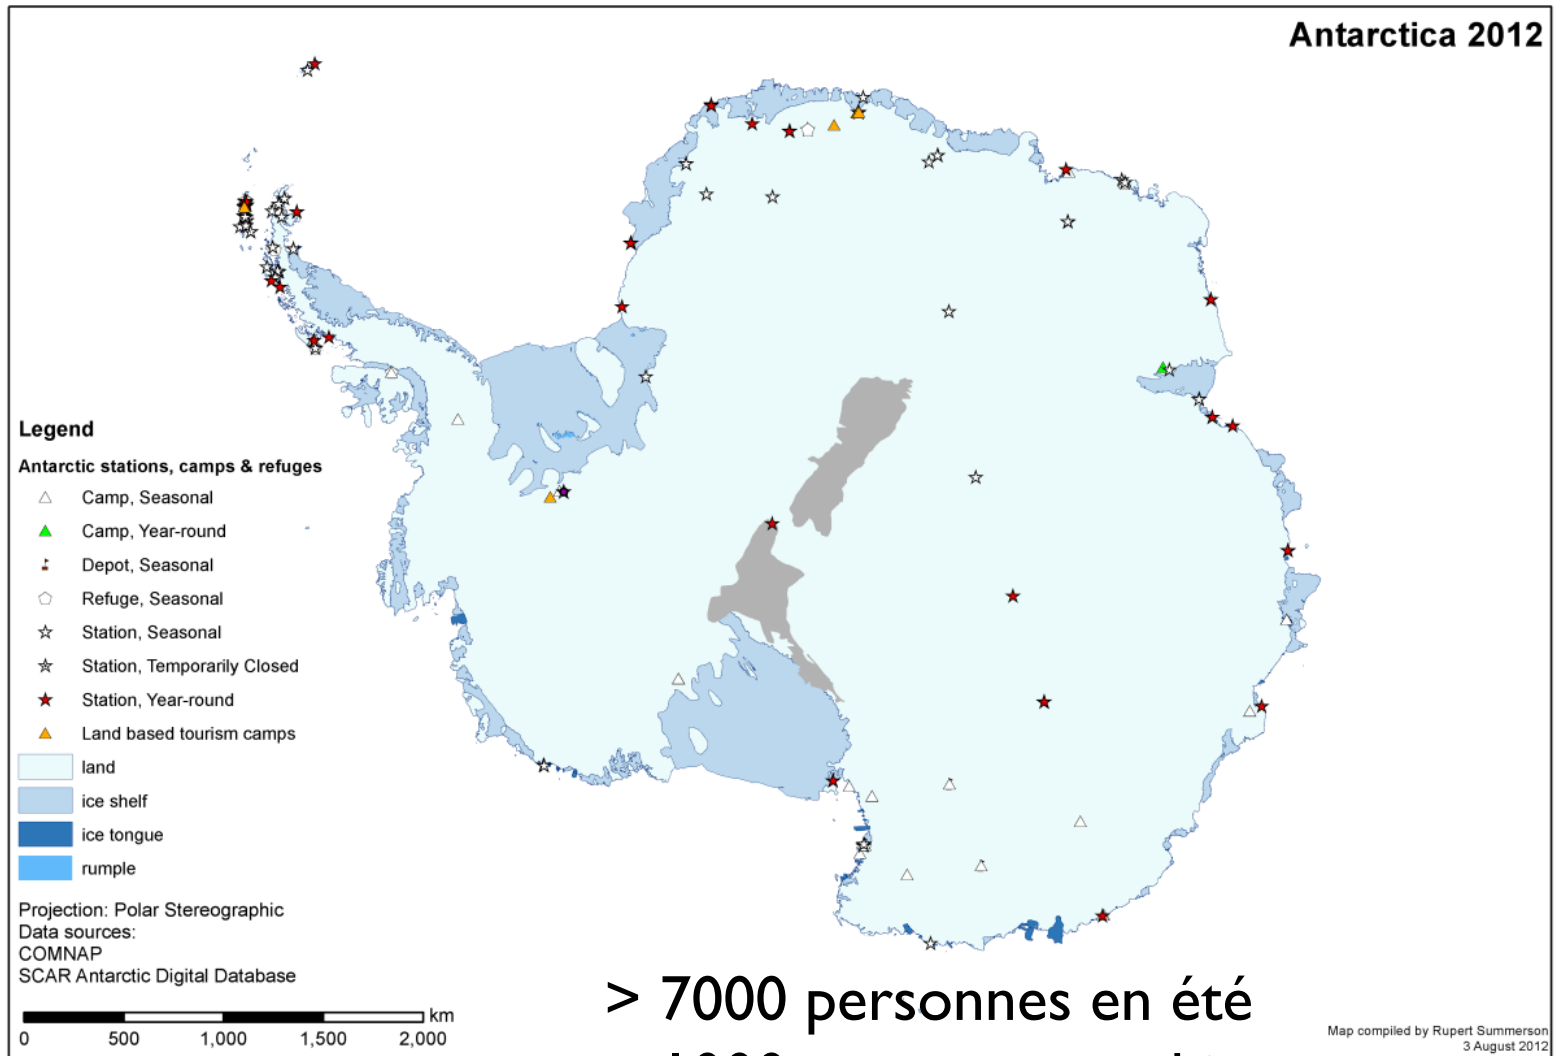 Antarctica 2012
Legend
Antarctic stations, camps & refuges
Camp, Seasonal
Camp, Year-round
Depot, Seasonal
Refuge, Seasonal
Station, Seasonal
Station, Temporarily Closed
Station, Year-round
Land based tourism camps
land
ice shelf
ice tongue
rumple
Projection: Polar Stereographic
Data sources:
COMNAP
SCAR Antarctic Digital Database
km
0 500 1,000 1,500 2,000
> 7000 personnes en été
Map compiled by Rupert Summerson
3 August 2012